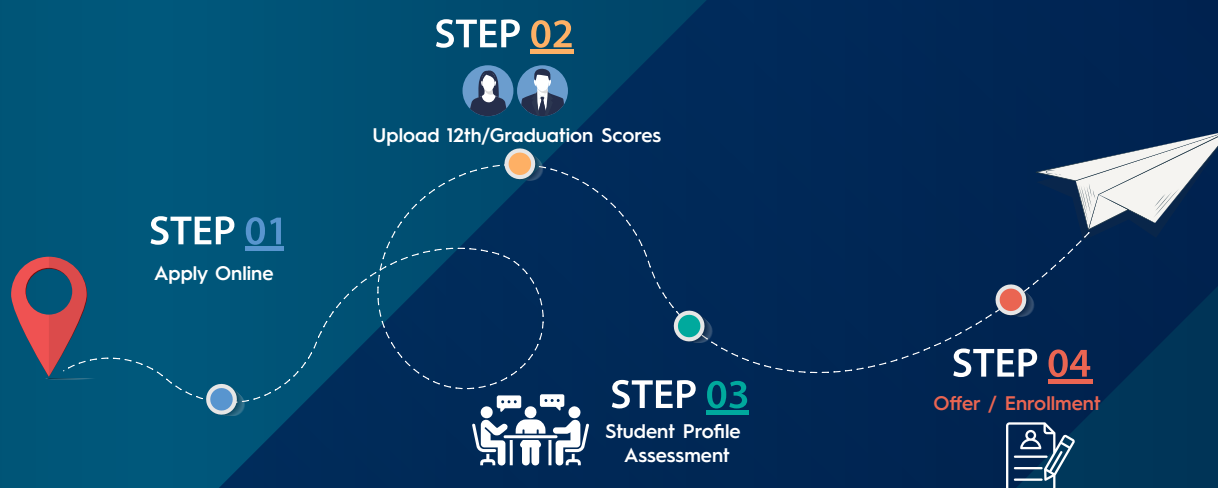 STEP 02
Upload 12th/Graduation Scores
STEP 01
Apply Online
STEP 03
Student Profile
Assessment
STEP 04
Offer / Enrollment